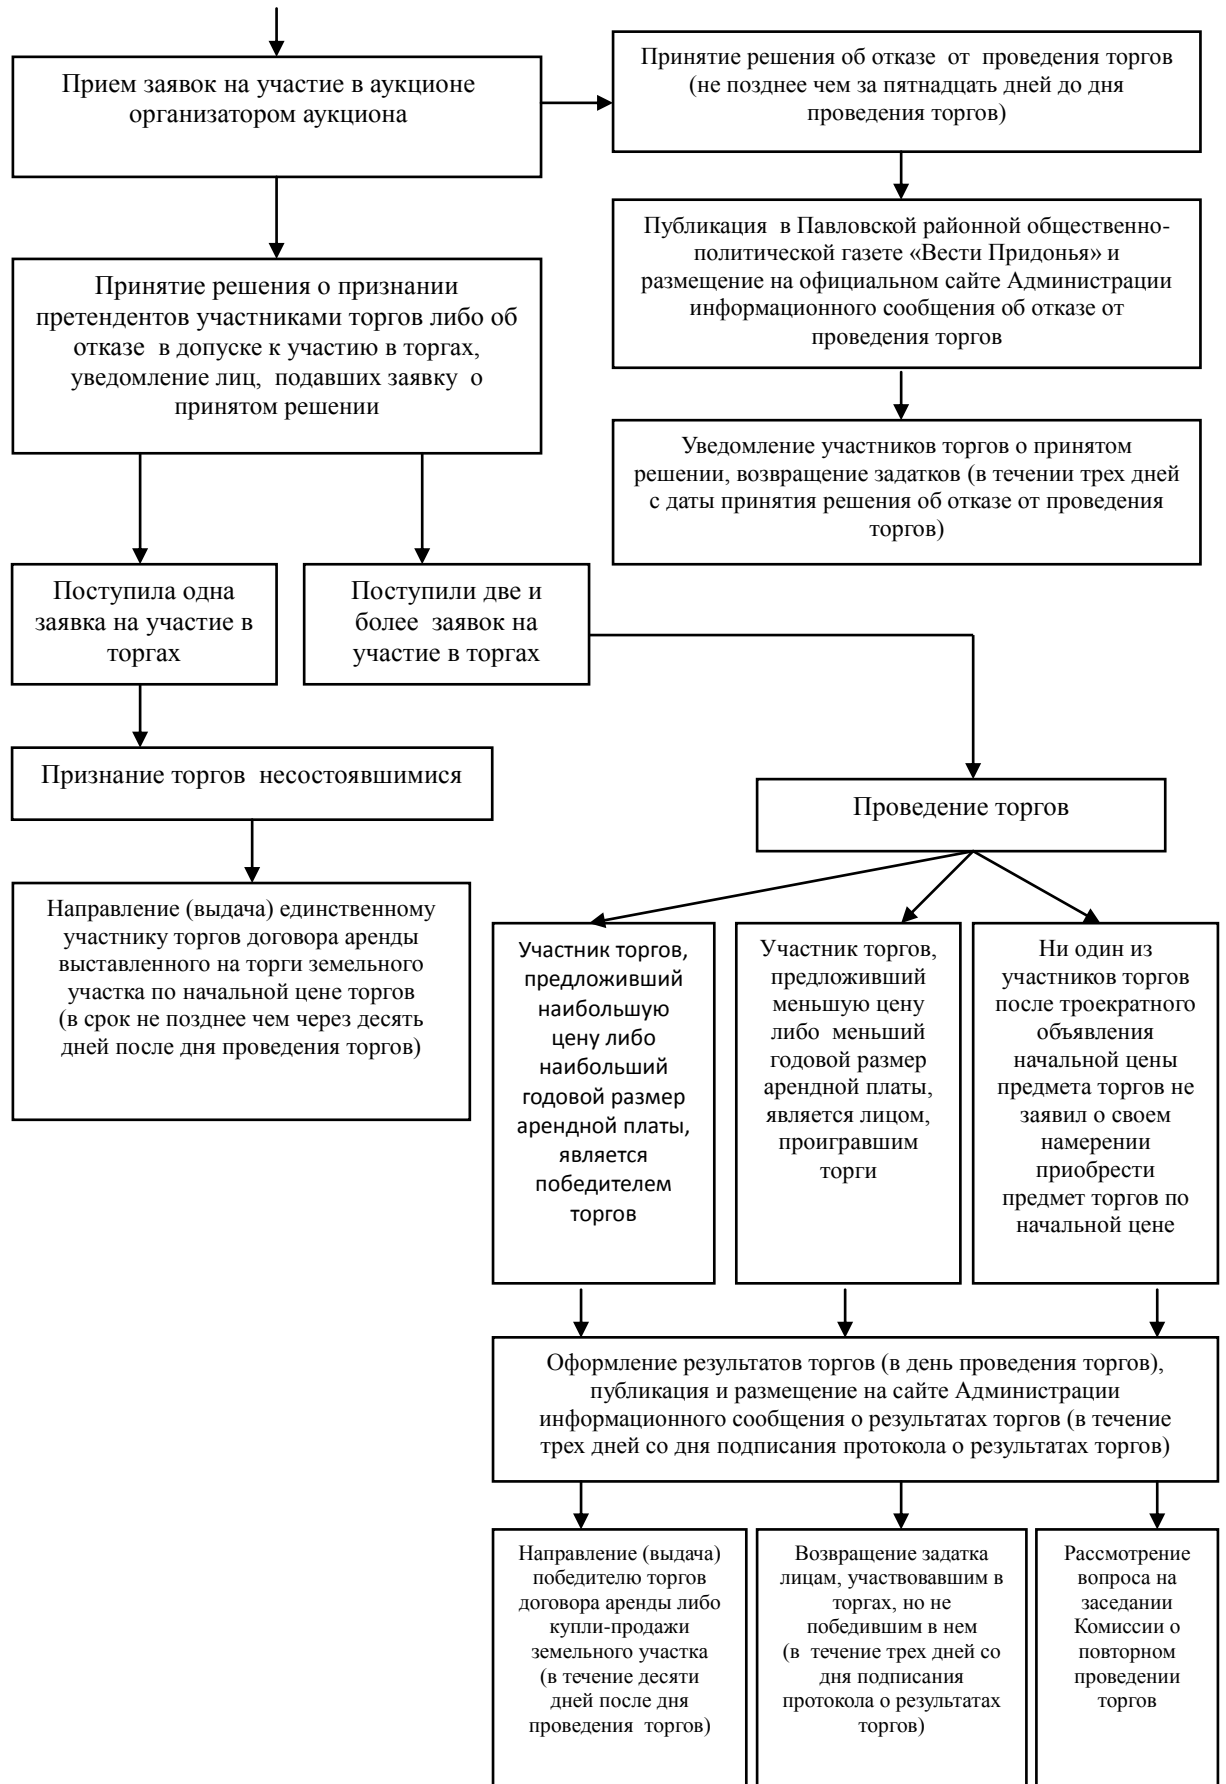 Прием заявок на участие в аукционе
организатором аукциона
Принятие решения об отказе от проведения торгов
(не позднее чем за пятнадцать дней до дня
проведения торгов)
Публикация в Павловской районной общественно-
политической газете «Вести Придонья» и
размещение на официальном сайте Администрации
информационного сообщения об отказе от
проведения торгов
Принятие решения о признании
претендентов участниками торгов либо об
отказе в допуске к участию в торгах,
уведомление лиц, подавших заявку о
принятом решении
Уведомление участников торгов о принятом
решении, возвращение задатков (в течении трех дней
с даты принятия решения об отказе от проведения
торгов)
Поступила одна
заявка на участие в
торгах
Поступили две и
более заявок на
участие в торгах
Признание торгов несостоявшимися
Проведение торгов
Направление (выдача) единственному
участнику торгов договора аренды
выставленного на торги земельного
участка по начальной цене торгов
(в срок не позднее чем через десять
дней после дня проведения торгов)
Участник торгов,
предложивший
наибольшую
цену либо
наибольший
годовой размер
арендной платы,
является
победителем
торгов
Участник торгов,
предложивший
меньшую цену
либо меньший
годовой размер
арендной платы,
является лицом,
проигравшим
торги
Ни один из
участников торгов
после троекратного
объявления
начальной цены
предмета торгов не
заявил о своем
намерении
приобрести
предмет торгов по
начальной цене
Оформление результатов торгов (в день проведения торгов),
публикация и размещение на сайте Администрации
информационного сообщения о результатах торгов (в течение
трех дней со дня подписания протокола о результатах торгов)
Направление (выдача)
победителю торгов
договора аренды либо
купли-продажи
земельного участка
(в течение десяти
дней после дня
проведения торгов)
Возвращение задатка
лицам, участвовавшим в
торгах, но не
победившим в нем
(в течение трех дней со
дня подписания
протокола о результатах
торгов)
Рассмотрение
вопроса на
заседании
Комиссии о
повторном
проведении
торгов